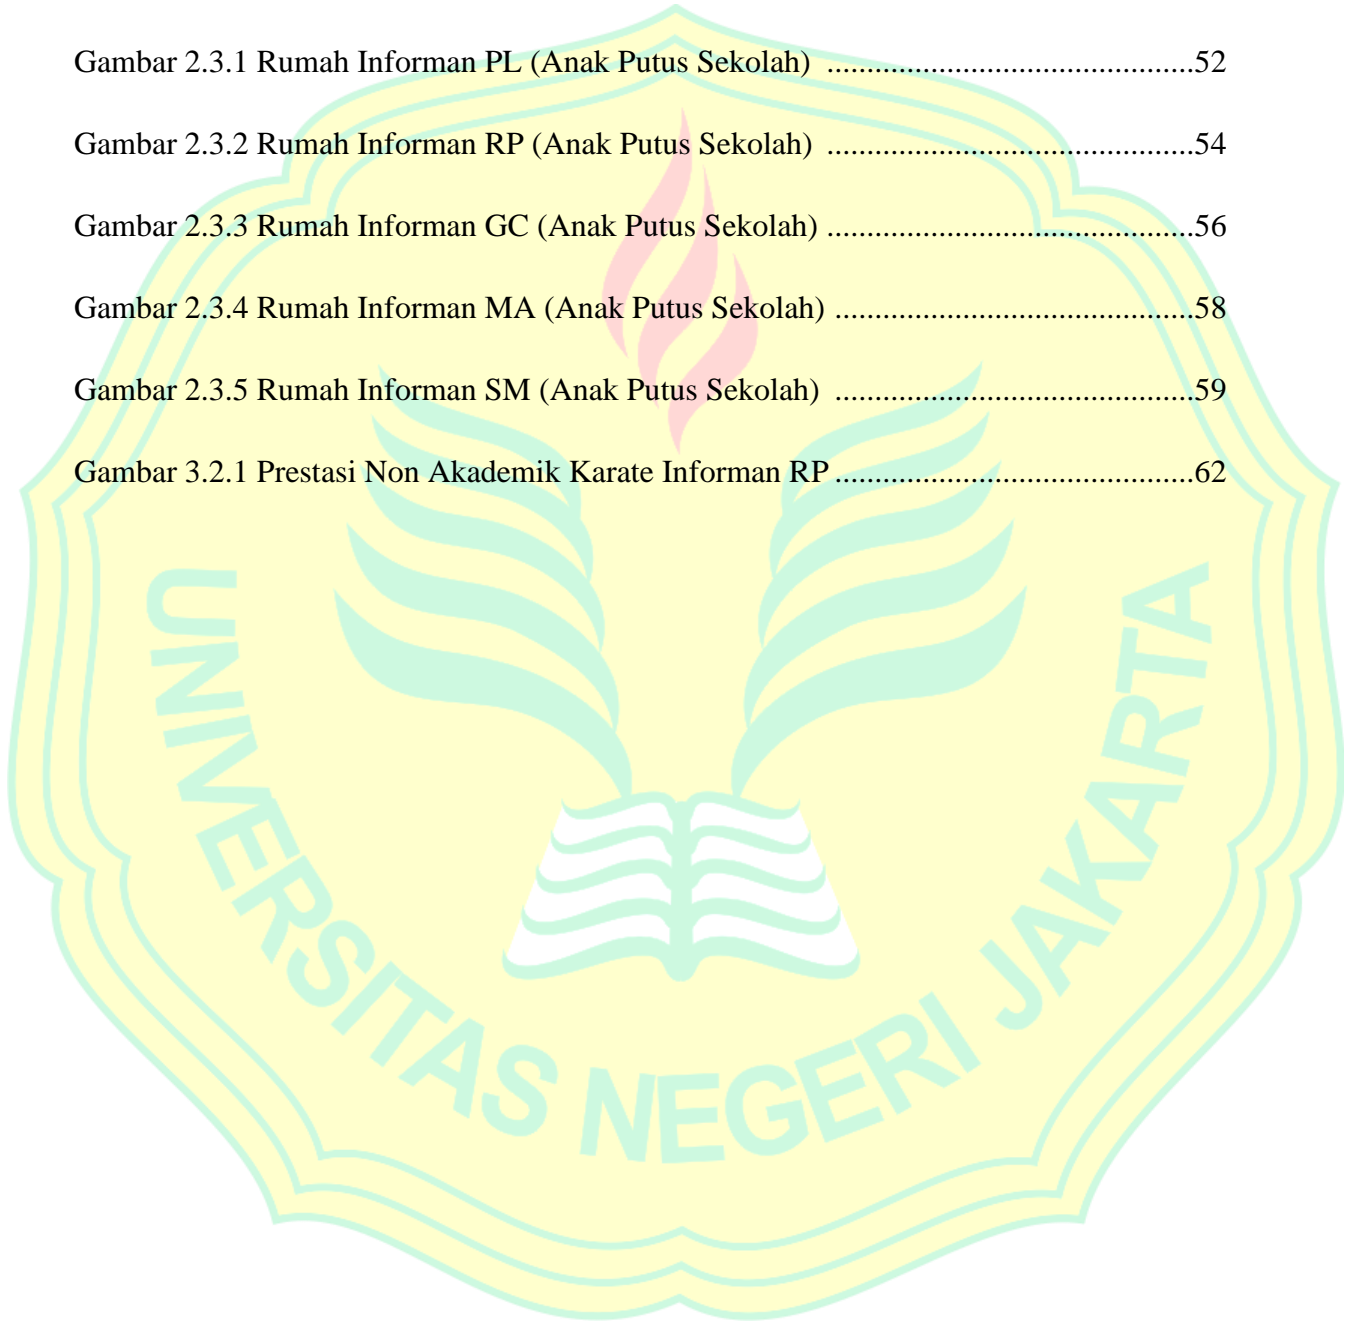 Gambar 2.3.1 Rumah Informan PL (Anak Putus Sekolah) .............................................52
Gambar 2.3.2 Rumah Informan RP (Anak Putus Sekolah) .............................................54
Gambar 2.3.3 Rumah Informan GC (Anak Putus Sekolah) .............................................56
Gambar 2.3.4 Rumah Informan MA (Anak Putus Sekolah) ............................................58
Gambar 2.3.5 Rumah Informan SM (Anak Putus Sekolah) ............................................59
Gambar 3.2.1 Prestasi Non Akademik Karate Informan RP ............................................62
UNIVERSITAS NEGERI JAKARTA